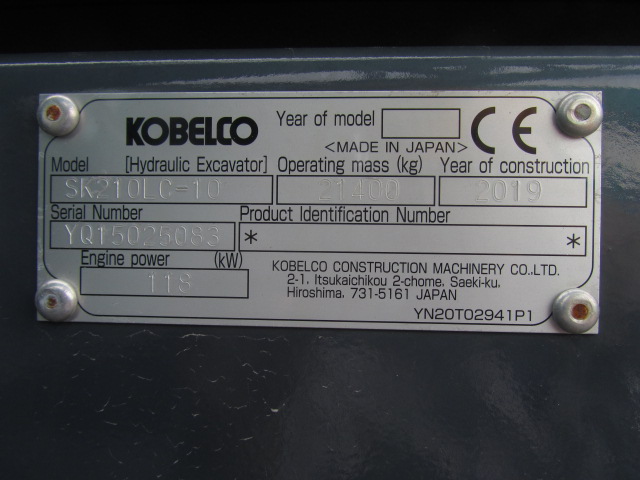 KOBELCO
Year of model
CE
<MADE IN JAPAN>
Model [Hydraulic Excavator] Operating mass (kg) Year of construction
SK210LC-10 21400 2019
Serial Number Product Identification Number
YQ15025083 * *
Engine power (kW)
118
KOBELCO CONSTRUCTION MACHINERY CO.,LTD.
2-1, Itsukaichikou 2-chome, Saeki-ku,
Hiroshima, 731-5161 JAPAN
YN20T02941P1